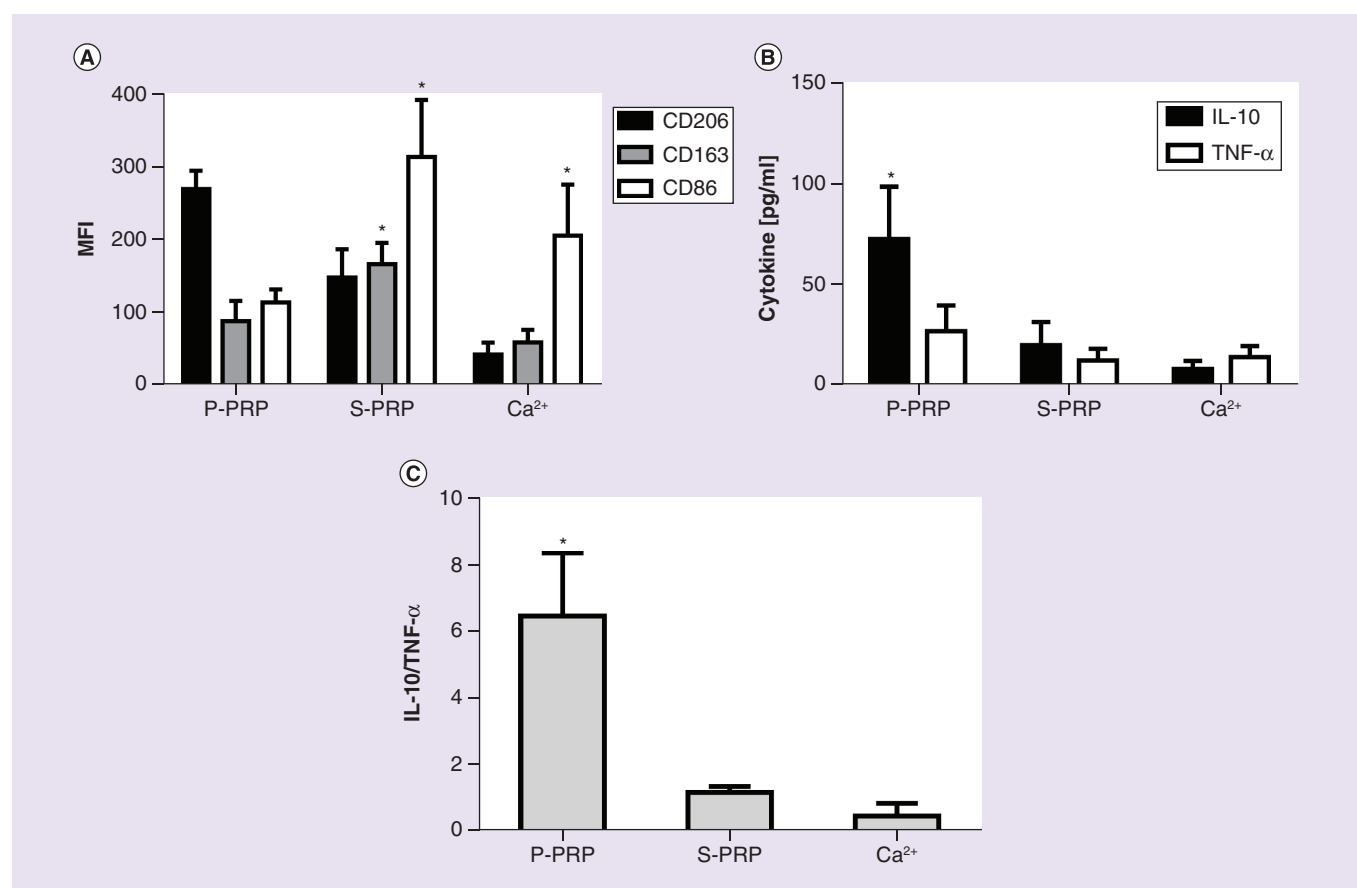 A
MFI
400
300
200
100
0
*
*
*
P-PRP
S-PRP
Ca²⁺
CD206
CD163
CD86
B
Cytokine [pg/ml]
150
100
50
0
*
P-PRP
S-PRP
Ca²⁺
IL-10
TNF-α
C
IL-10/TNF-α
10
8
6
4
2
0
*
P-PRP
S-PRP
Ca²⁺